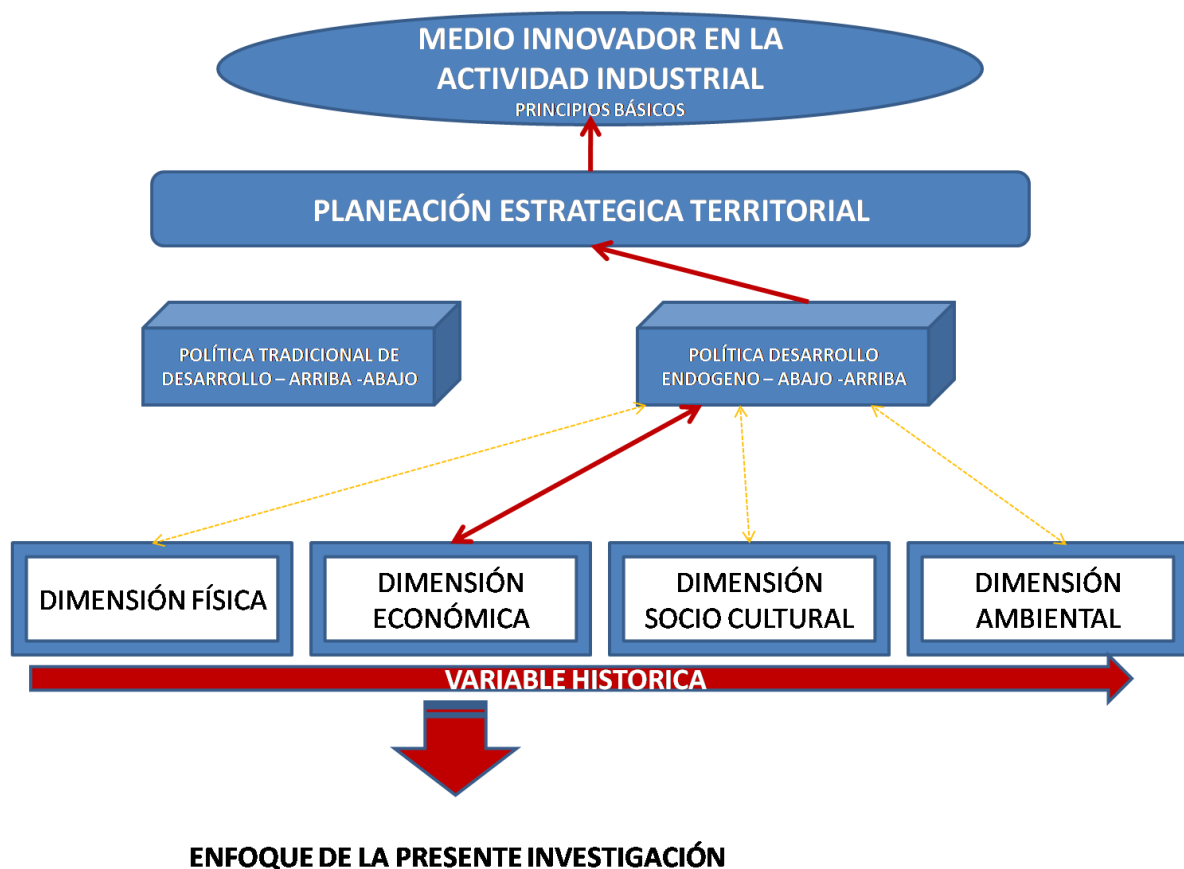 MEDIO INNOVADOR EN LA
ACTIVIDAD INDUSTRIAL
PRINCIPIOS BÁSICOS
PLANEACIÓN ESTRATEGICA TERRITORIAL
POLÍTICA TRADICIONAL DE
DESARROLLO – ARRIBA -ABAJO
POLÍTICA DESARROLLO
ENDOGENO – ABAJO -ARRIBA
DIMENSIÓN FÍSICA
DIMENSIÓN
ECONÓMICA
DIMENSIÓN
SOCIO CULTURAL
DIMENSIÓN
AMBIENTAL
VARIABLE HISTORICA
ENFOQUE DE LA PRESENTE INVESTIGACIÓN